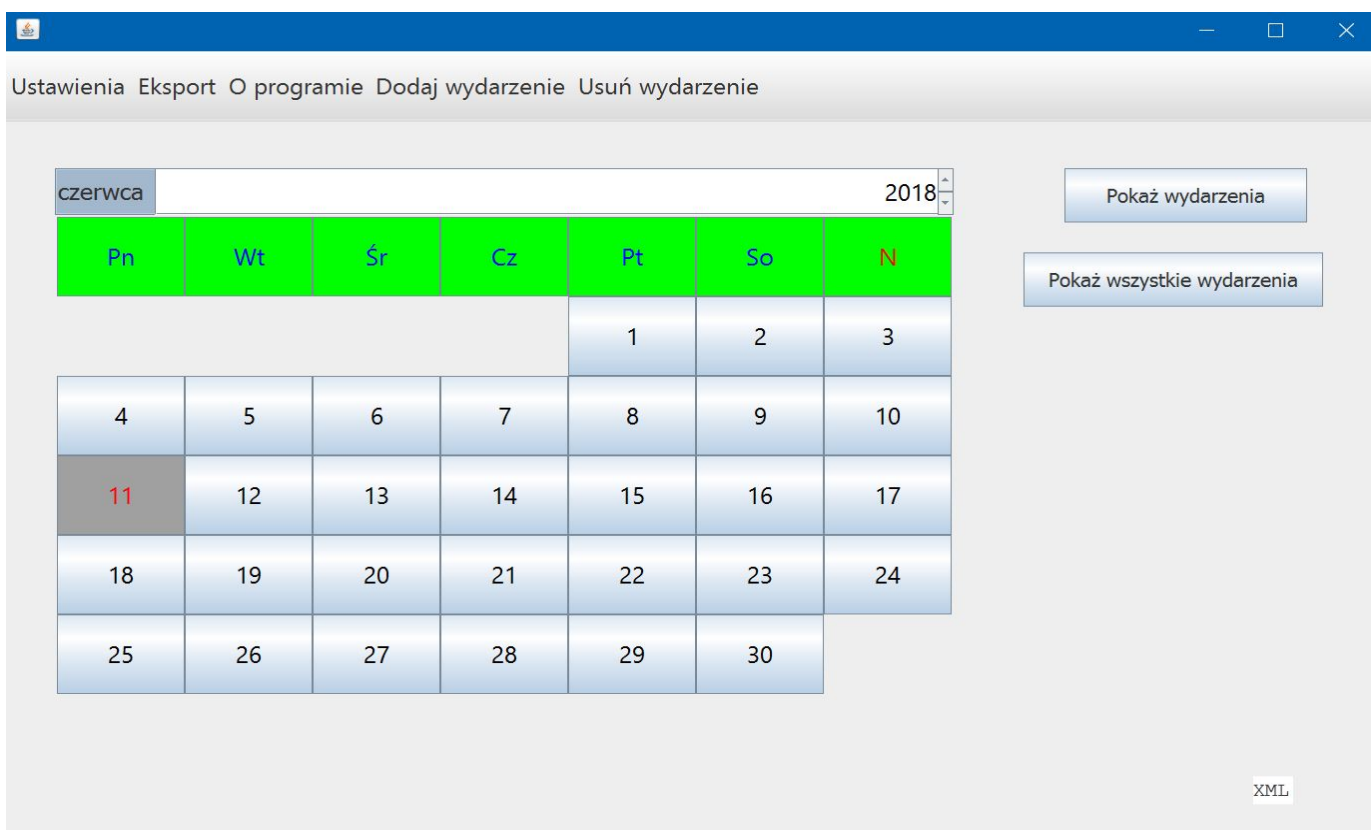 Ustawienia Eksport O programie Dodaj wydarzenie Usuń wydarzenie
czerwca 2018
Pokaż wydarzenia
Pn Wt Śr Cz Pt So N
Pokaż wszystkie wydarzenia
1 2 3
4 5 6 7 8 9 10
11 12 13 14 15 16 17
18 19 20 21 22 23 24
25 26 27 28 29 30
XML